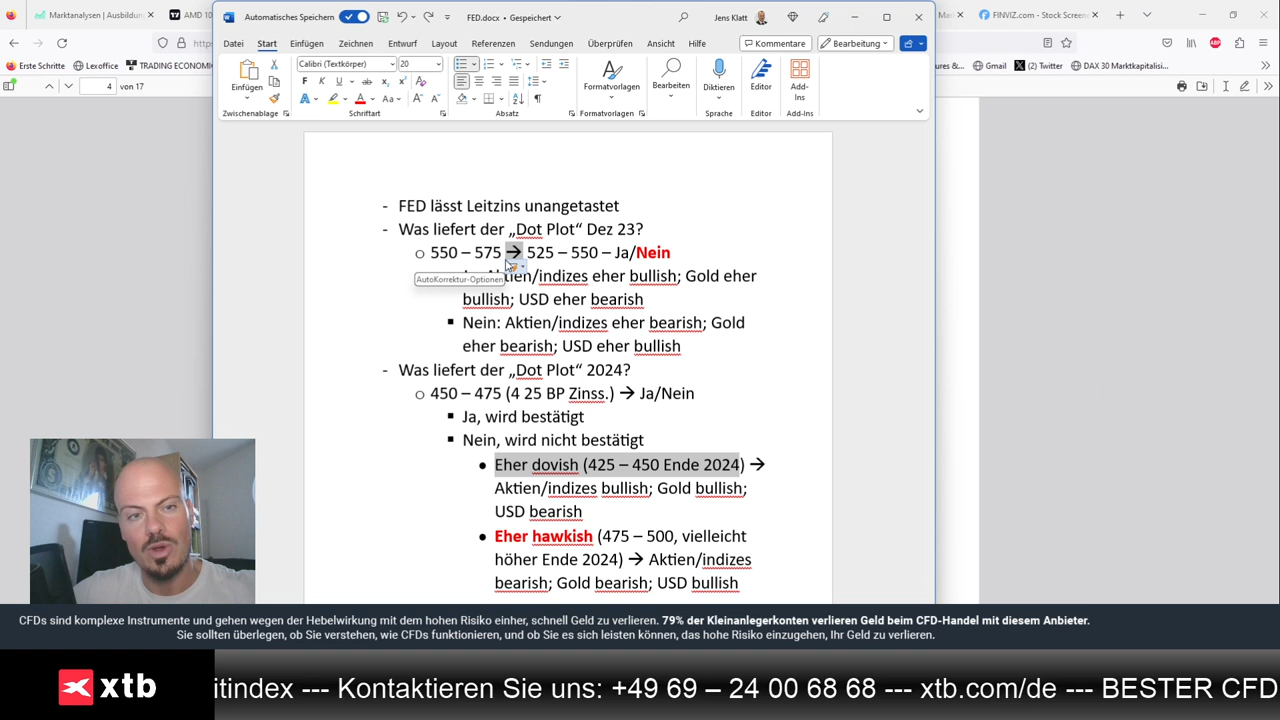 Marktanalysen | Ausbildun
AMD 10
Automatisches Speichern
FED.docx • Gespeichert
Jens Klatt
Mar
FINVIZ.com - Stock Screene
Datei
Start
Einfügen
Zeichnen
Entwurf
Layout
Referenzen
Sendungen
Überprüfen
Ansicht
Hilfe
Kommentare
Bearbeitung
https
Erste Schritte
Lexoffice
TRADING ECONOM
ures &...
Gmail
(2) Twitter
DAX 30 Marktkapitalisi...
4 von 17
Calibri (Textkörper)
20
Einfügen
Formatvorlagen
Bearbeiten
Diktieren
Editor
Add-Ins
Zwischenablage
Schriftart
Absatz
Formatvorlagen
Sprache
Editor
Add-Ins
- FED lässt Leitzins unangetastet
- Was liefert der „Dot Plot“ Dez 23?
o 550 – 575 → 525 – 550 – Ja/Nein
Aktien/indizes eher bullish; Gold eher
AutoKorrektur-Optionen
bullish; USD eher bearish
▪ Nein: Aktien/indizes eher bearish; Gold
eher bearish; USD eher bullish
- Was liefert der „Dot Plot“ 2024?
o 450 – 475 (4 25 BP Zinss.) → Ja/Nein
▪ Ja, wird bestätigt
▪ Nein, wird nicht bestätigt
• Eher dovish (425 – 450 Ende 2024) →
Aktien/indizes bullish; Gold bullish;
USD bearish
• Eher hawkish (475 – 500, vielleicht
höher Ende 2024) → Aktien/indizes
bearish; Gold bearish; USD bullish
CFDs sind komplexe Instrumente und gehen wegen der Hebelwirkung mit dem hohen Risiko einher, schnell Geld zu verlieren. 79% der Kleinanlegerkonten verlieren Geld beim CFD-Handel mit diesem Anbieter.
Sie sollten überlegen, ob Sie verstehen, wie CFDs funktionieren, und ob Sie es sich leisten können, das hohe Risiko einzugehen, Ihr Geld zu verlieren.
xtb
itindex --- Kontaktieren Sie uns: +49 69 – 24 00 68 68 --- xtb.com/de --- BESTER CFD